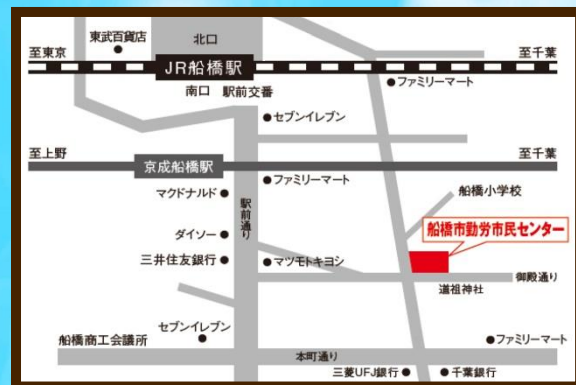 東武百貨店
北口
至東京
JR船橋駅
至千葉
南口 駅前交番
ファミリーマート
セブンイレブン
至上野
京成船橋駅
至千葉
ファミリーマート
マクドナルド
船橋小学校
駅前通り
船橋市勤労市民センター
ダイソー
三井住友銀行
マツモトキヨシ
御殿通り
道祖神社
セブンイレブン
船橋商工会議所
ファミリーマート
本町通り
三菱UFJ銀行
千葉銀行